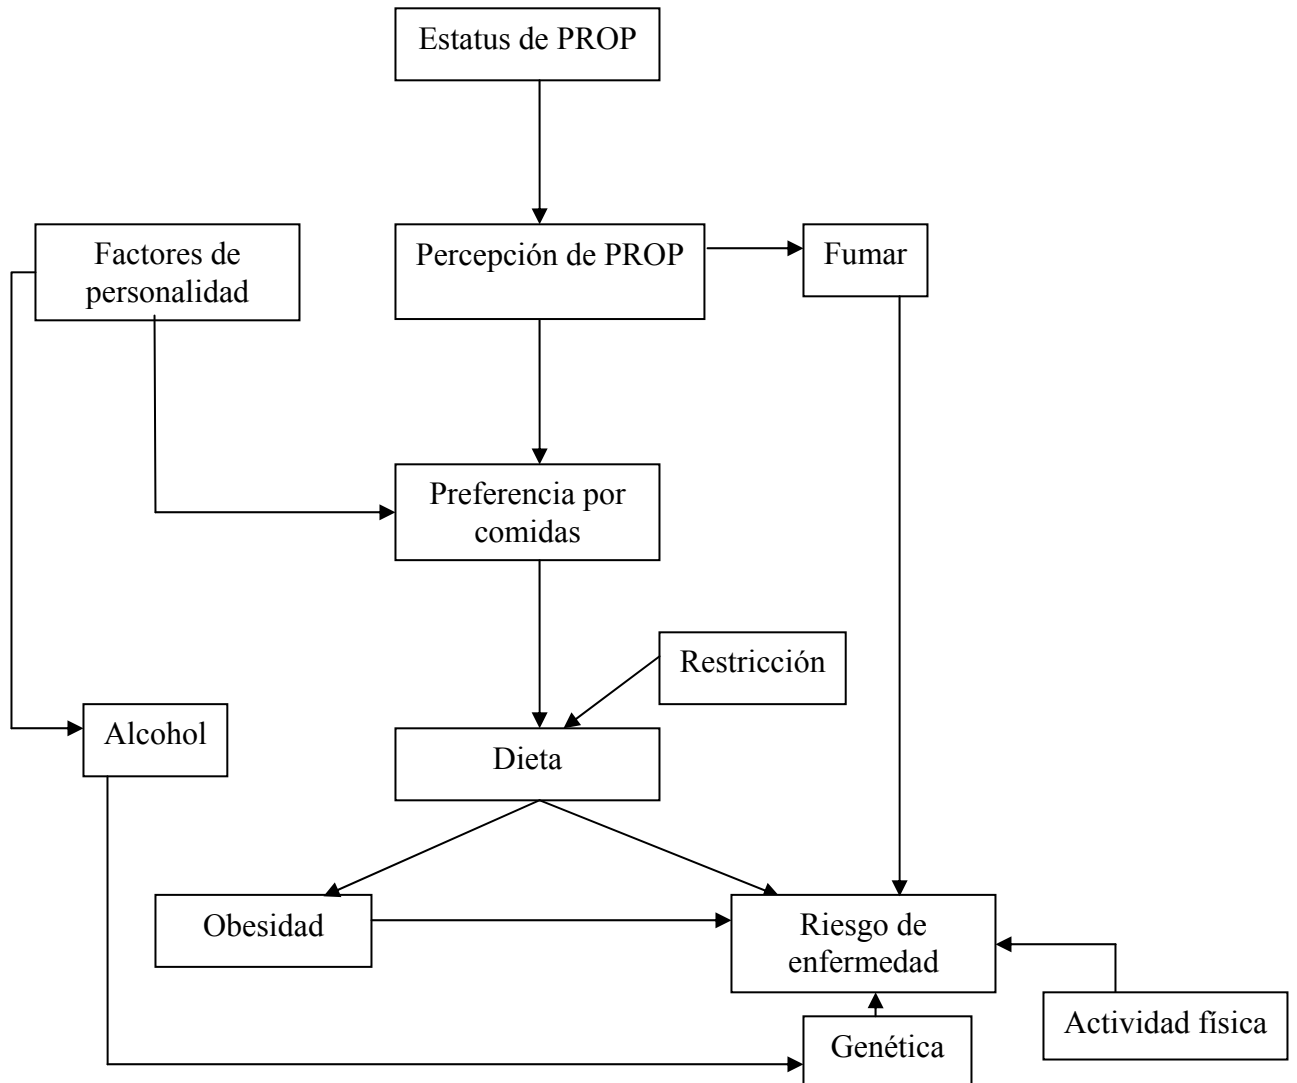 Estatus de PROP
Factores de
personalidad
Percepción de PROP
Fumar
Preferencia por
comidas
Restricción
Alcohol
Dieta
Obesidad
Riesgo de
enfermedad
Actividad física
Genética